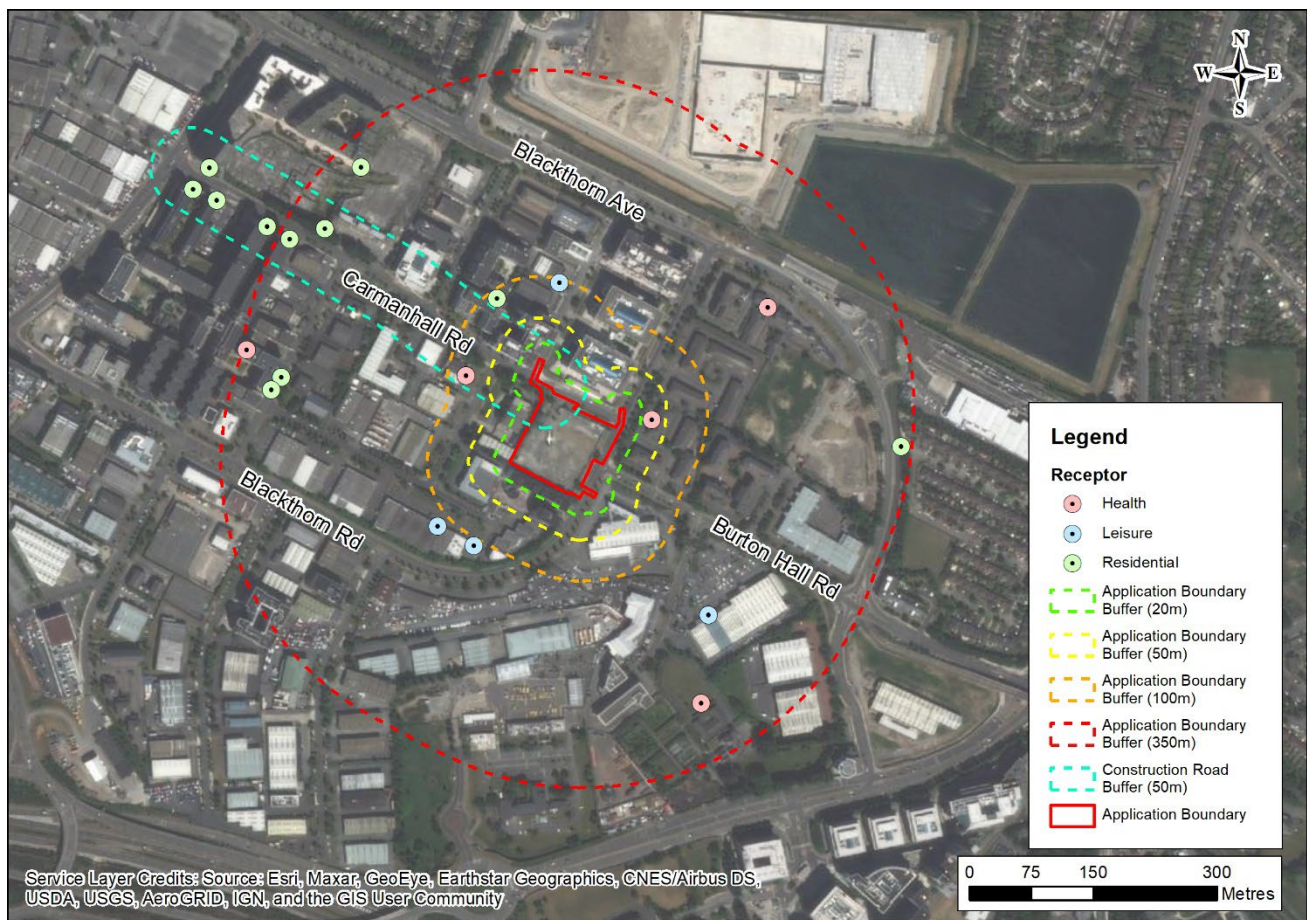 N
W E
S
Blackthorn Ave
Carmanhall Rd
Blackthorn Rd
Burton Hall Rd
Legend
Receptor
Health
Leisure
Residential
Application Boundary
Buffer (20m)
Application Boundary
Buffer (50m)
Application Boundary
Buffer (100m)
Application Boundary
Buffer (350m)
Construction Road
Buffer (50m)
Application Boundary
Service Layer Credits: Source: Esri, Maxar, GeoEye, Earthstar Geographics, CNES/Airbus DS,
USDA, USGS, AeroGRID, IGN, and the GIS User Community
0 75 150 300
Metres